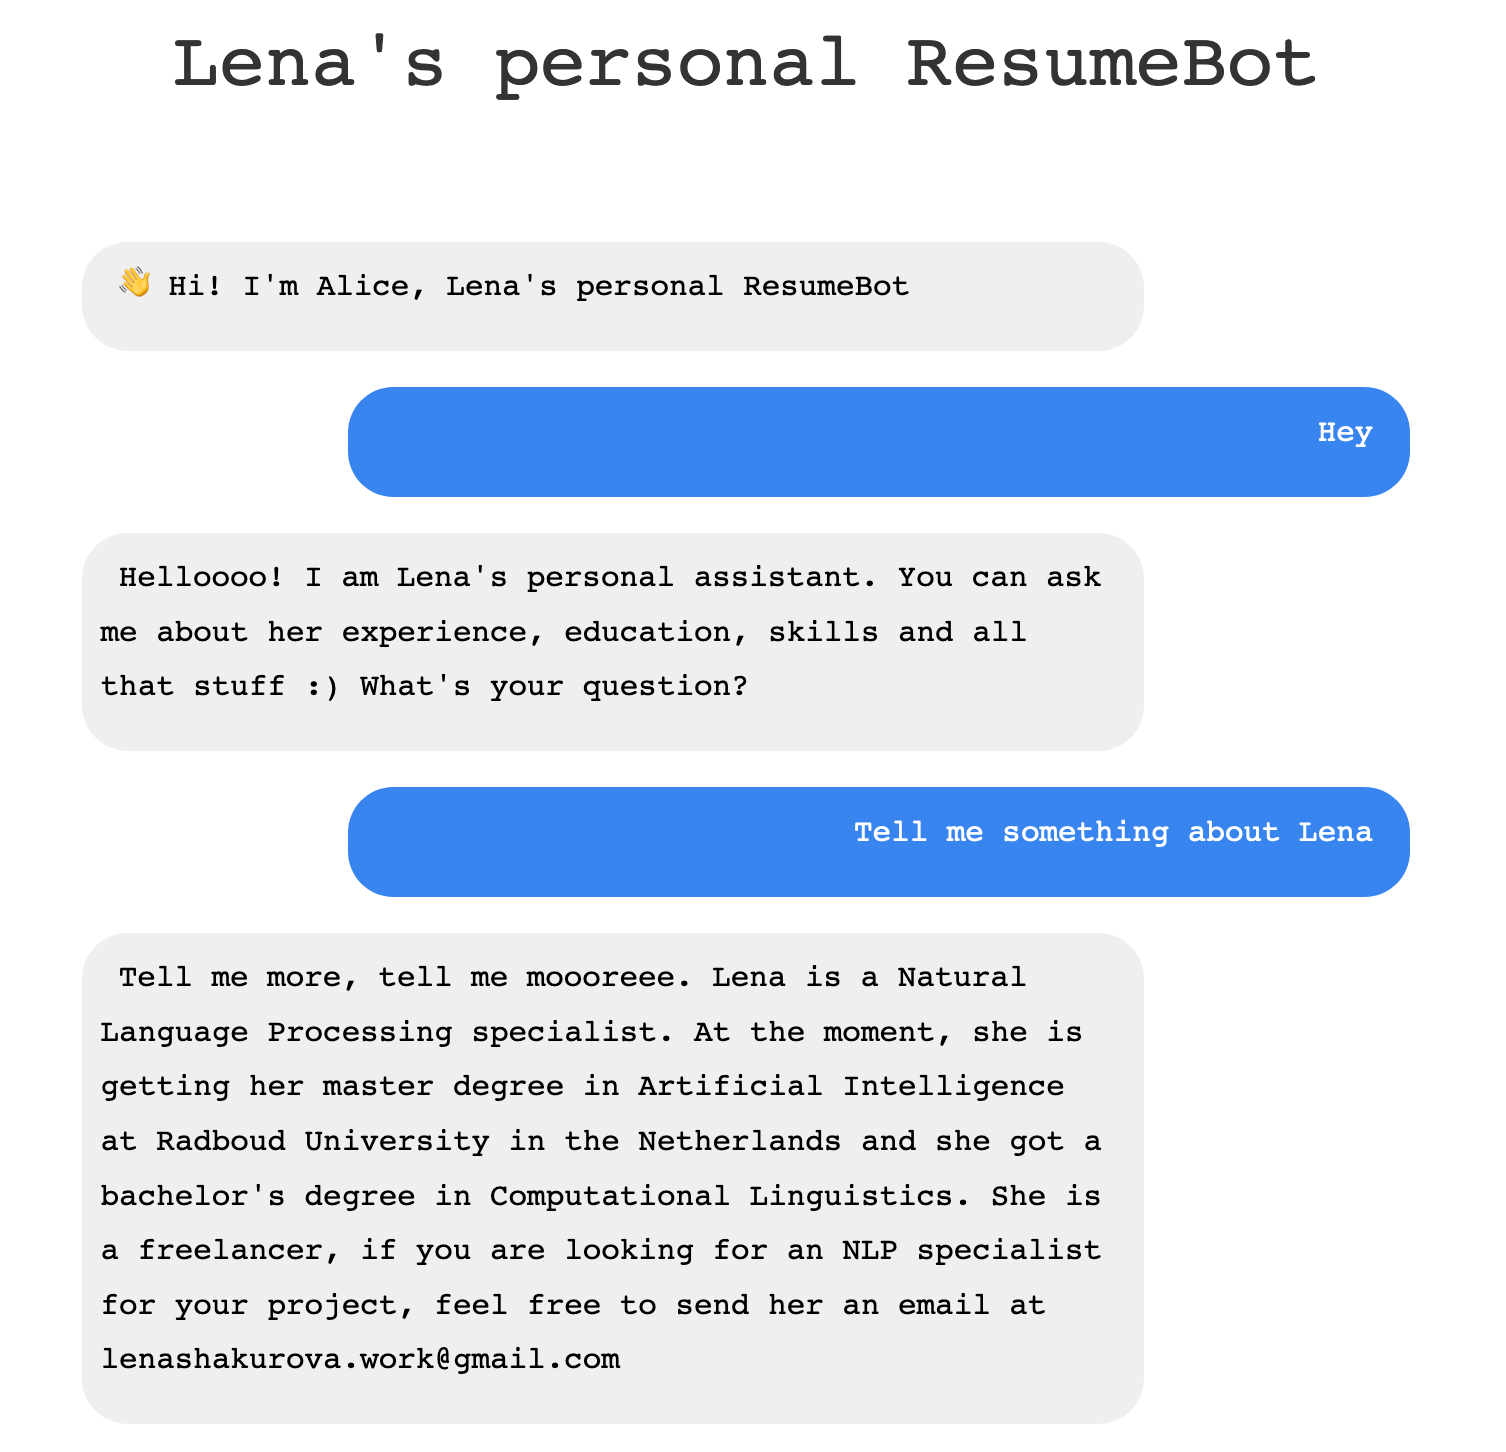 Lena's personal ResumeBot
👋 Hi! I'm Alice, Lena's personal ResumeBot
Hey
Helloooo! I am Lena's personal assistant. You can ask
me about her experience, education, skills and all
that stuff :) What's your question?
Tell me something about Lena
Tell me more, tell me moooreee. Lena is a Natural
Language Processing specialist. At the moment, she is
getting her master degree in Artificial Intelligence
at Radboud University in the Netherlands and she got a
bachelor's degree in Computational Linguistics. She is
a freelancer, if you are looking for an NLP specialist
for your project, feel free to send her an email at
lenashakurova.work@gmail.com